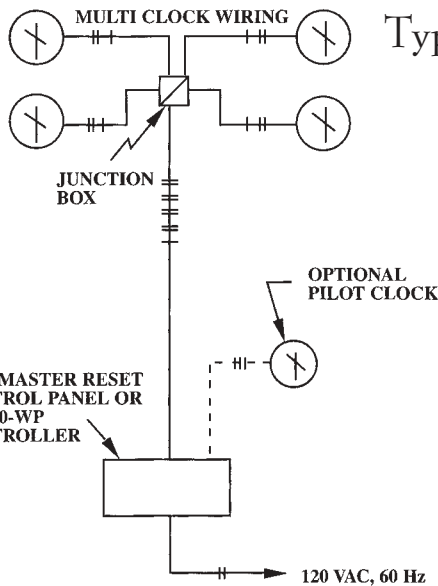 MULTI CLOCK WIRING
Typ
JUNCTION
BOX
OPTIONAL
PILOT CLOCK
MASTER RESET
TROL PANEL OR
0-WP
TROLLER
120 VAC, 60 Hz